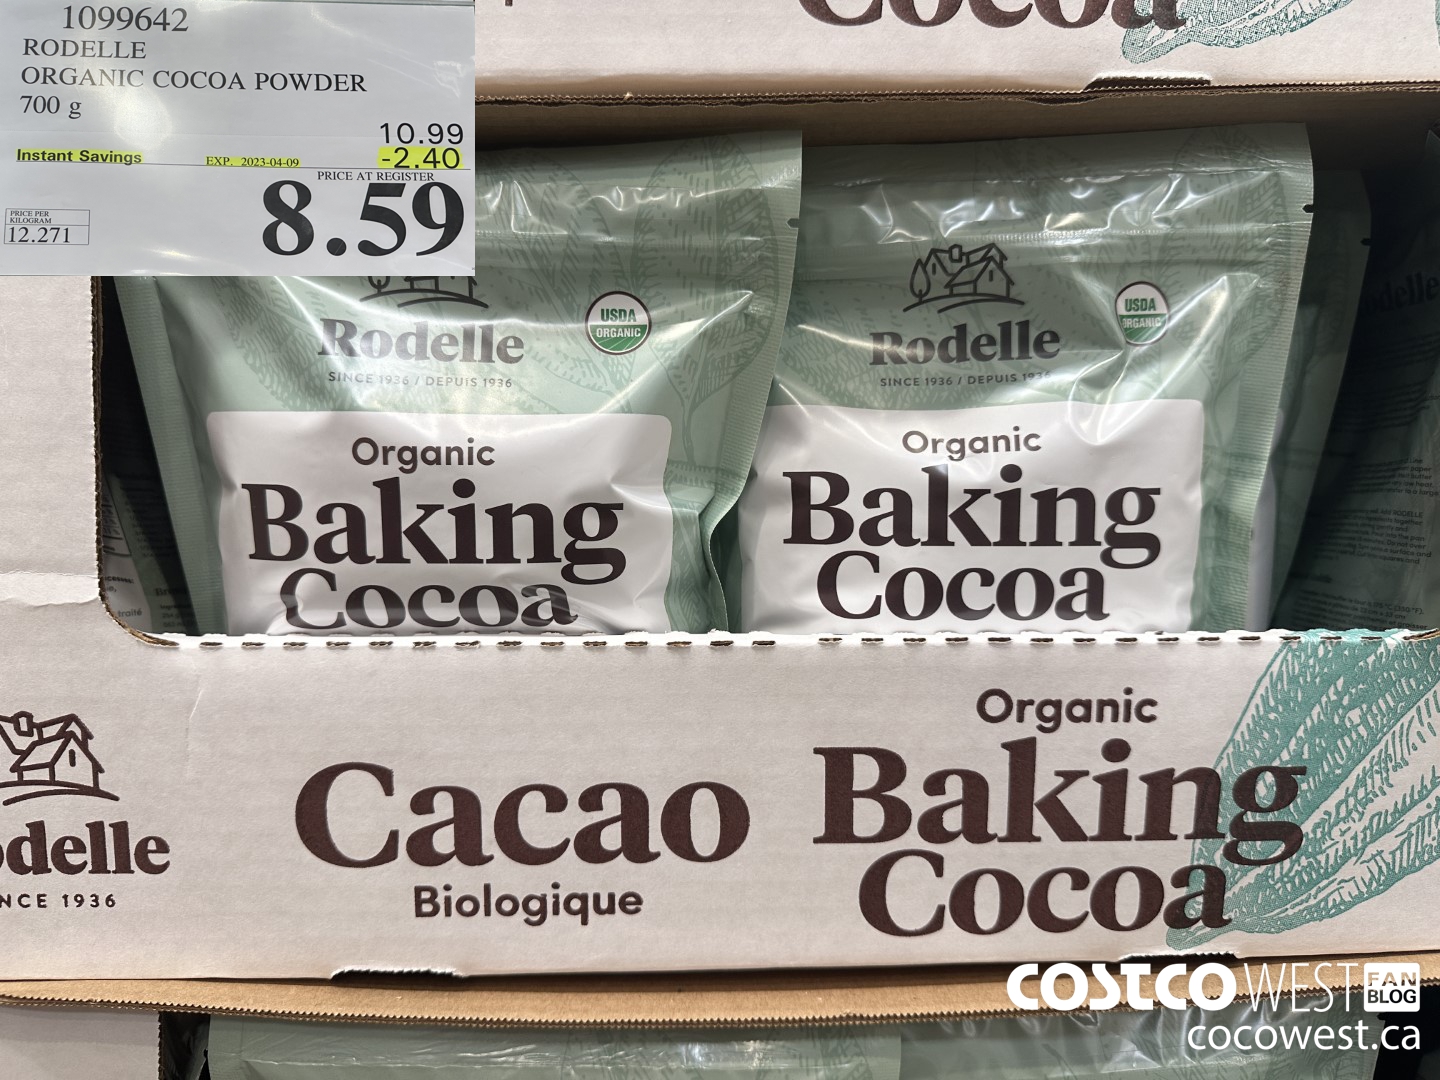 1099642
RODELLE
ORGANIC COCOA POWDER
700 g
10.99
Instant Savings EXP. 2023-04-09 -2.40
PRICE AT REGISTER
8.59
PRICE PER
KILOGRAM
12.271
Cocoa
Rodelle
SINCE 1936 / DEPUIS 1936
USDA
ORGANIC
Organic
Baking
Cocoa
Rodelle
SINCE 1936 / DEPUIS 1936
USDA
ORGANIC
Organic
Baking
Cocoa
odelle
NCE 1936
Cacao
Biologique
Organic
Baking
Cocoa
COSTCO WEST FAN BLOG
cocowest.ca